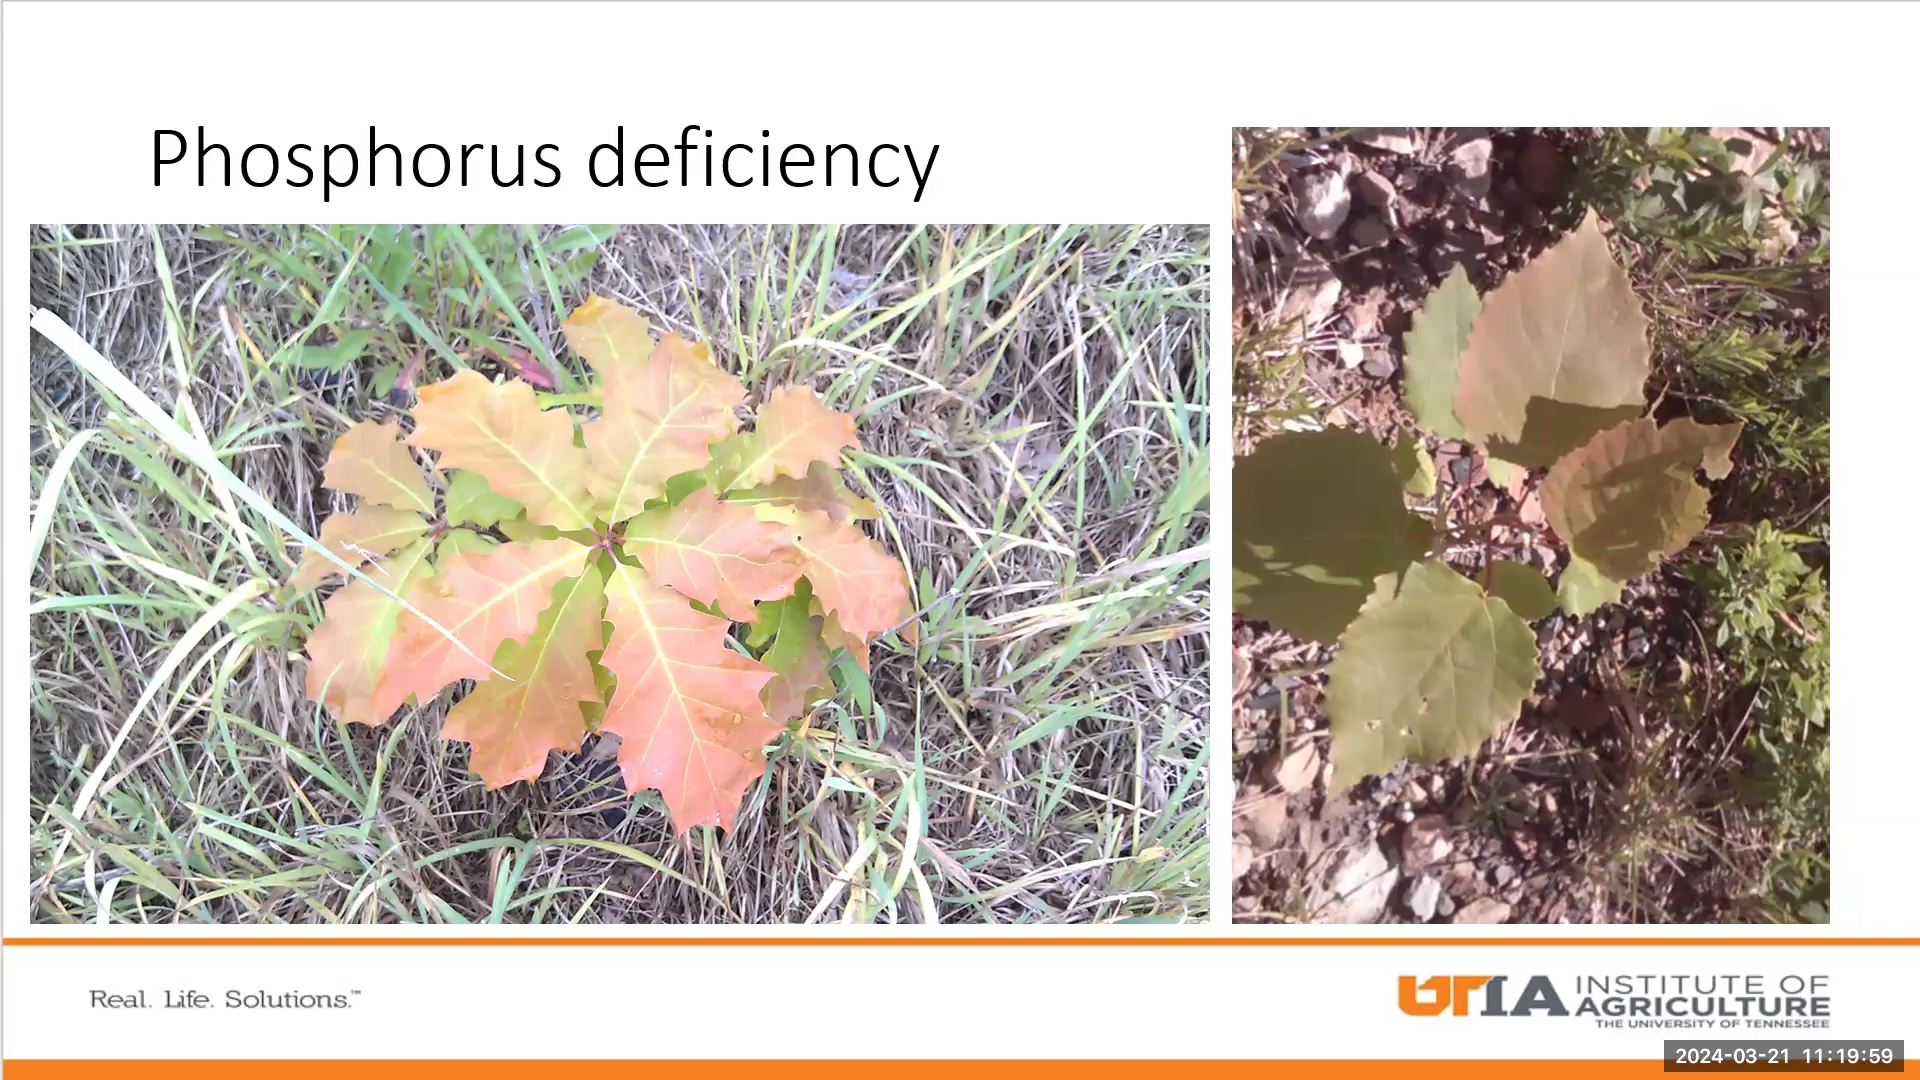 Phosphorus deficiency
Real. Life. Solutions.™
UTIA INSTITUTE OF
AGRICULTURE
THE UNIVERSITY OF TENNESSEE
2024-03-21 11:19:59